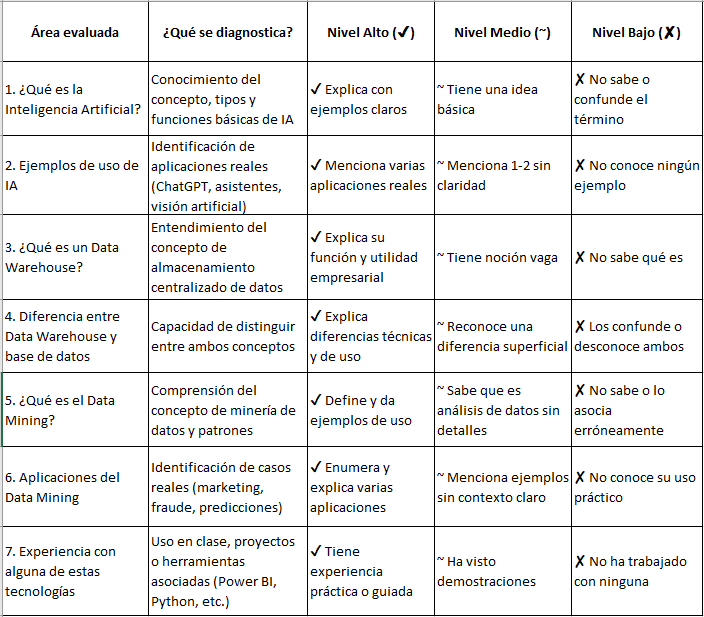 Área evaluada
¿Qué se diagnostica?
Nivel Alto (✓)
Nivel Medio (~)
Nivel Bajo (✗)
1. ¿Qué es la
Inteligencia Artificial?
Conocimiento del
concepto, tipos y
funciones básicas de IA
✓ Explica con
ejemplos claros
~ Tiene una idea
básica
✗ No sabe o
confunde el
término
2. Ejemplos de uso de
IA
Identificación de
aplicaciones reales
(ChatGPT, asistentes,
visión artificial)
✓ Menciona varias
aplicaciones reales
~ Menciona 1-2 sin
claridad
✗ No conoce ningún
ejemplo
3. ¿Qué es un Data
Warehouse?
Entendimiento del
concepto de
almacenamiento
centralizado de datos
✓ Explica su
función y utilidad
empresarial
~ Tiene noción vaga
✗ No sabe qué es
4. Diferencia entre
Data Warehouse y
base de datos
Capacidad de distinguir
entre ambos conceptos
✓ Explica
diferencias técnicas
y de uso
~ Reconoce una
diferencia superficial
✗ Los confunde o
desconoce ambos
5. ¿Qué es el Data
Mining?
Comprensión del
concepto de minería de
datos y patrones
✓ Define y da
ejemplos de uso
~ Sabe que es
análisis de datos sin
detalles
✗ No sabe o lo
asocia
erróneamente
6. Aplicaciones del
Data Mining
Identificación de casos
reales (marketing,
fraude, predicciones)
✓ Enumera y
explica varias
aplicaciones
~ Menciona ejemplos
sin contexto claro
✗ No conoce su uso
práctico
7. Experiencia con
alguna de estas
tecnologías
Uso en clase, proyectos
o herramientas
asociadas (Power BI,
Python, etc.)
✓ Tiene
experiencia
práctica o guiada
~ Ha visto
demostraciones
✗ No ha trabajado
con ninguna